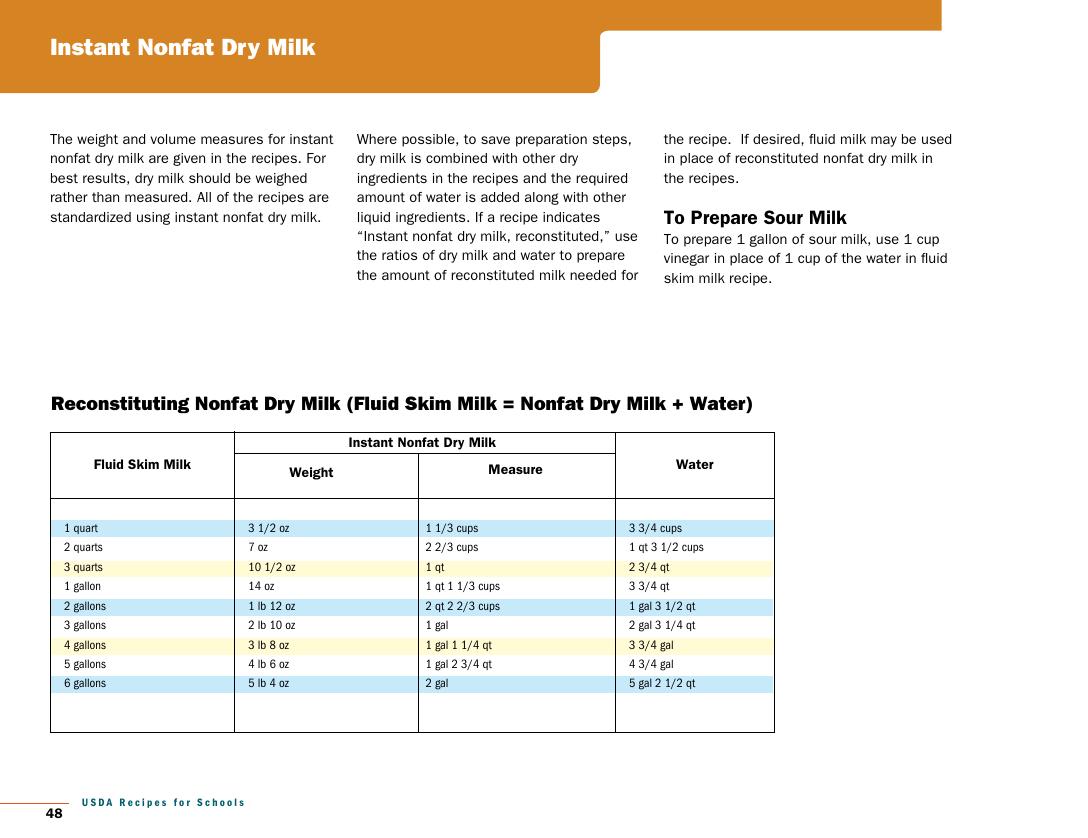 Instant Nonfat Dry Milk
The weight and volume measures for instant
nonfat dry milk are given in the recipes. For
best results, dry milk should be weighed
rather than measured. All of the recipes are
standardized using instant nonfat dry milk.
Where possible, to save preparation steps,
dry milk is combined with other dry
ingredients in the recipes and the required
amount of water is added along with other
liquid ingredients. If a recipe indicates
“Instant nonfat dry milk, reconstituted,” use
the ratios of dry milk and water to prepare
the amount of reconstituted milk needed for
the recipe.  If desired, fluid milk may be used
in place of reconstituted nonfat dry milk in
the recipes.
To Prepare Sour Milk
To prepare 1 gallon of sour milk, use 1 cup
vinegar in place of 1 cup of the water in fluid
skim milk recipe.
Reconstituting Nonfat Dry Milk (Fluid Skim Milk = Nonfat Dry Milk + Water)
Instant Nonfat Dry Milk
Fluid Skim Milk Weight Measure Water
1 quart 3 1/2 oz 1 1/3 cups 3 3/4 cups
2 quarts 7 oz 2 2/3 cups 1 qt 3 1/2 cups
3 quarts 10 1/2 oz 1 qt 2 3/4 qt
1 gallon 14 oz 1 qt 1 1/3 cups 3 3/4 qt
2 gallons 1 lb 12 oz 2 qt 2 2/3 cups 1 gal 3 1/2 qt
3 gallons 2 lb 10 oz 1 gal 2 gal 3 1/4 qt
4 gallons 3 lb 8 oz 1 gal 1 1/4 qt 3 3/4 gal
5 gallons 4 lb 6 oz 1 gal 2 3/4 qt 4 3/4 gal
6 gallons 5 lb 4 oz 2 gal 5 gal 2 1/2 qt
USDA Recipes for Schools
48